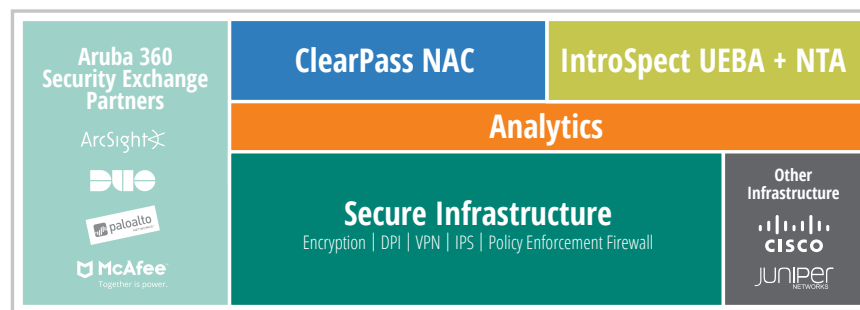 Aruba 360
Security Exchange
Partners
ArcSight
DUO
paloalto
NETWORKS
McAfee
Together is power.
ClearPass NAC
IntroSpect UEBA + NTA
Analytics
Secure Infrastructure
Encryption | DPI | VPN | IPS | Policy Enforcement Firewall
Other
Infrastructure
CISCO
JUNIPER
NETWORKS